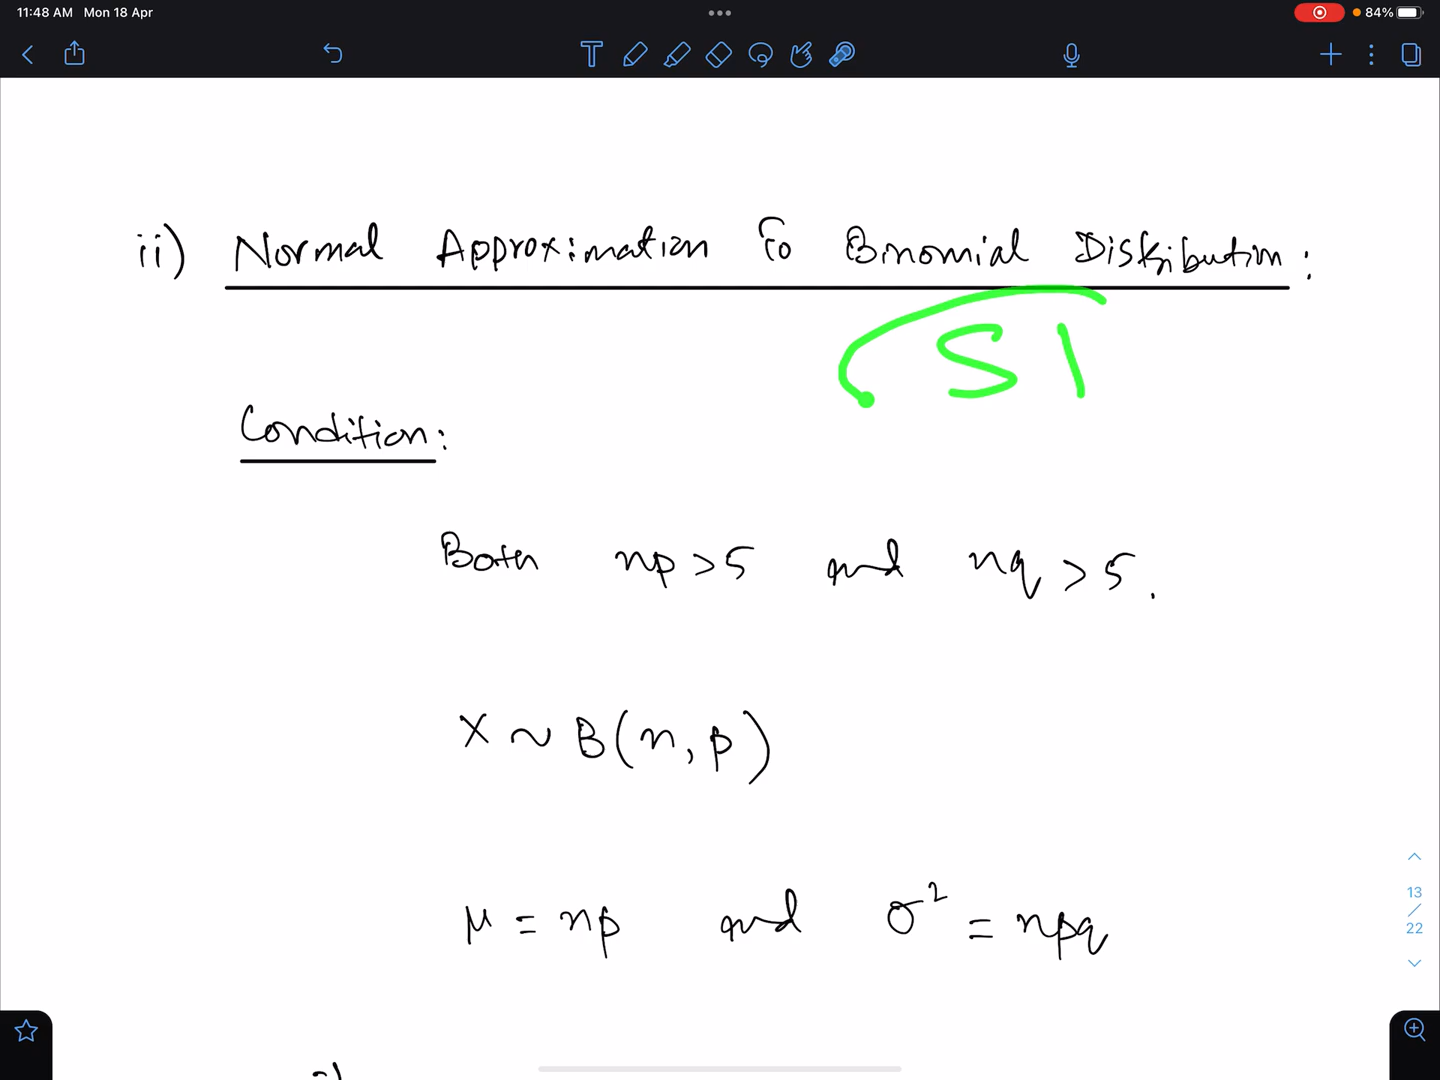 11:48 AM Mon 18 Apr
84%
ii) Normal Approximation To Binomial Distribution:
S1
Condition:
Both np > 5 and nq > 5.
X ~ B(n, p)
μ = np and σ² = npq
13
/
22